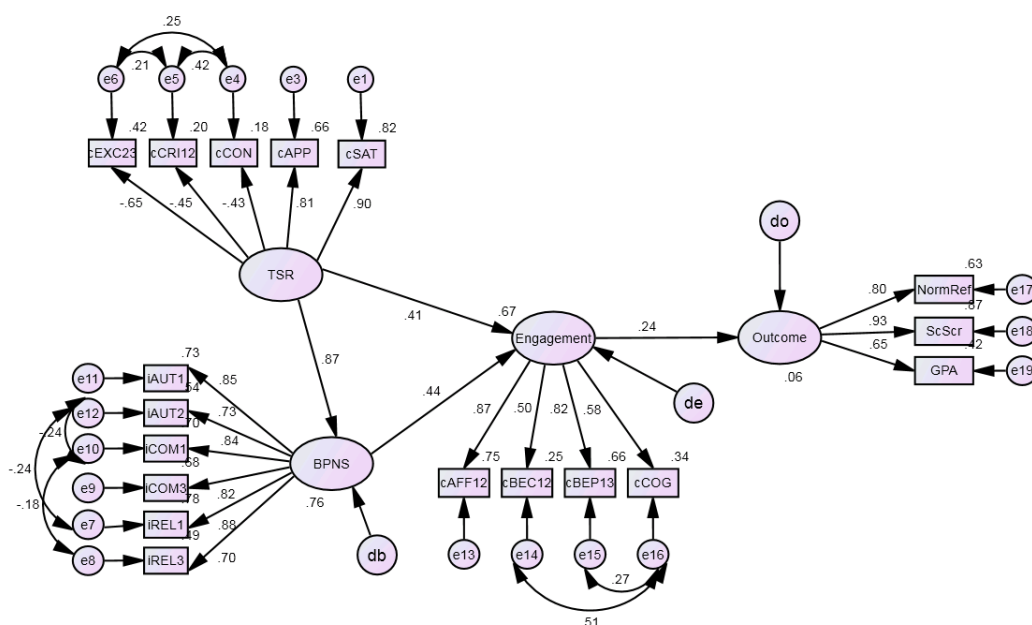 .25
.21
.42
e6
e5
e4
e3
e1
.42
.20
.18
.66
.82
cEXC23
cCRI12
cCON
cAPP
cSAT
-.65
-.45
-.43
.81
.90
TSR
.41
.67
.87
Engagement
.24
do
Outcome
.06
.63
.80
NormRef
e17
.87
.93
ScScr
e18
.42
.65
GPA
e19
de
.44
.73
e11
iAUT1
.85
.54
e12
iAUT2
.73
.70
-.24
e10
iCOM1
.84
.68
-.24
e9
iCOM3
.82
.78
-.18
e7
iREL1
.88
.49
e8
iREL3
.70
BPNS
.76
db
.87
.50
.82
.58
.75
.25
.66
.34
cAFF12
cBEC12
cBEP13
cCOG
e13
e14
e15
e16
.27
.51